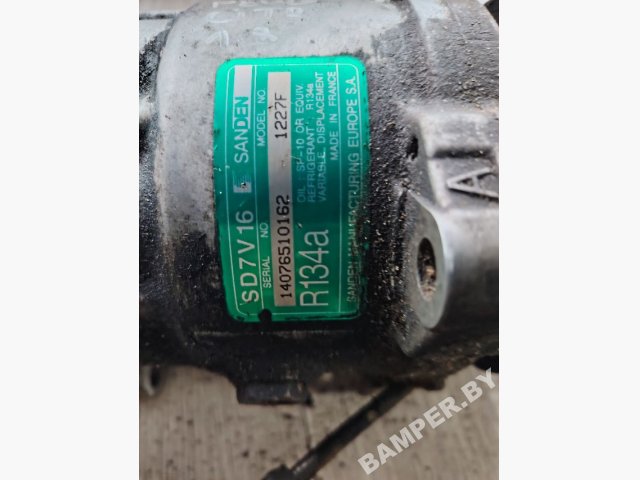 SD7V16 SANDEN
SERIAL NO MODEL NO
14076510162 1227F
R134a
OIL : SP-10 OR EQUIV.
REFRIGERANT : R134a
VARIABLE DISPLACEMENT
MADE IN FRANCE
SANDEN MANUFACTURING EUROPE S.A.
A
BAMPER.BY